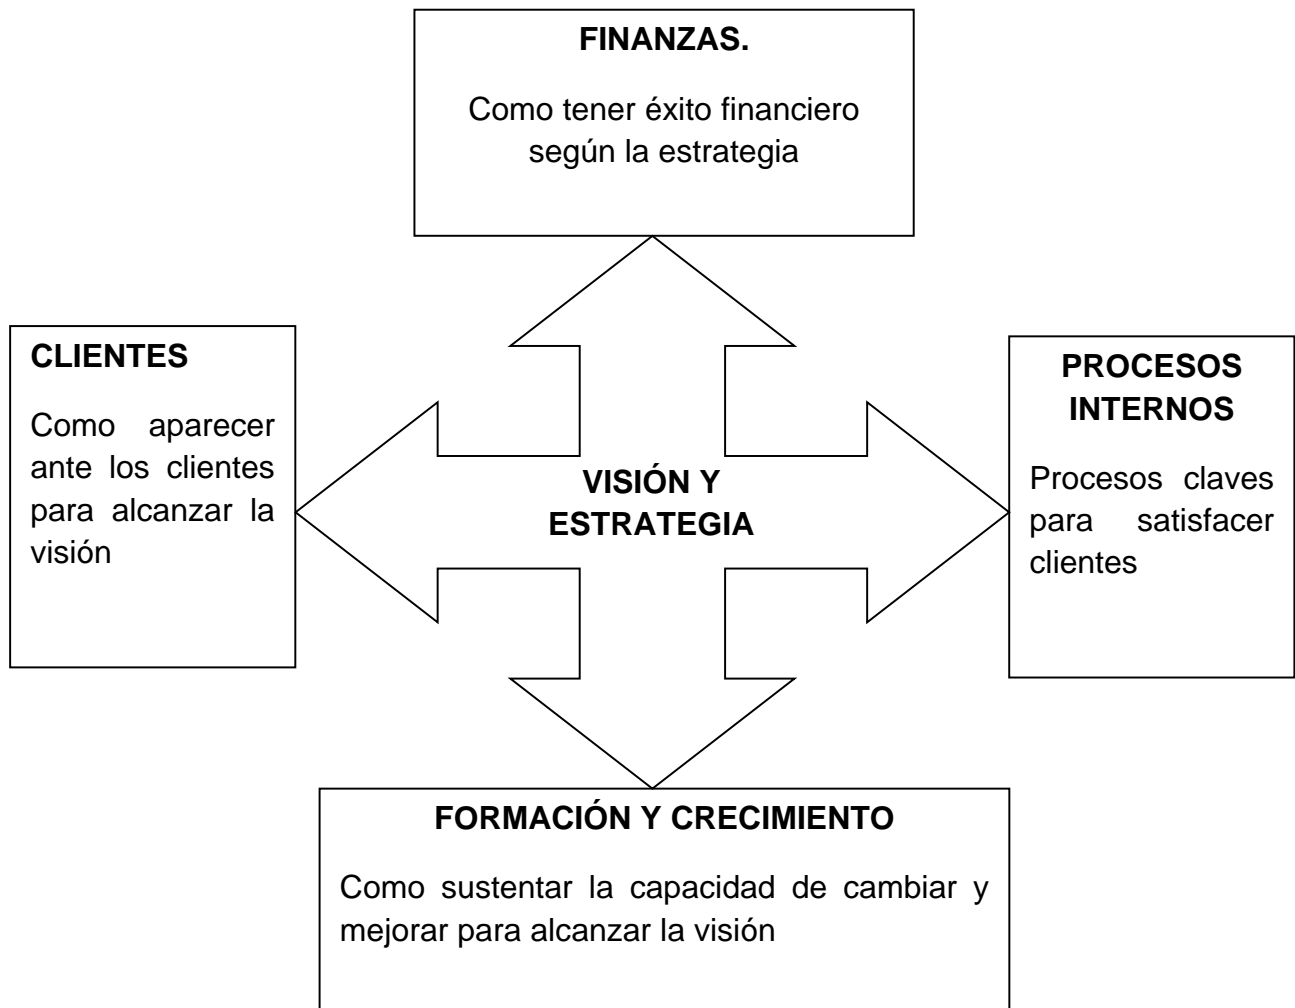 FINANZAS.
Como tener éxito financiero
según la estrategia
CLIENTES
Como aparecer
ante los clientes
para alcanzar la
visión
VISIÓN Y
ESTRATEGIA
PROCESOS
INTERNOS
Procesos claves
para satisfacer
clientes
FORMACIÓN Y CRECIMIENTO
Como sustentar la capacidad de cambiar y
mejorar para alcanzar la visión